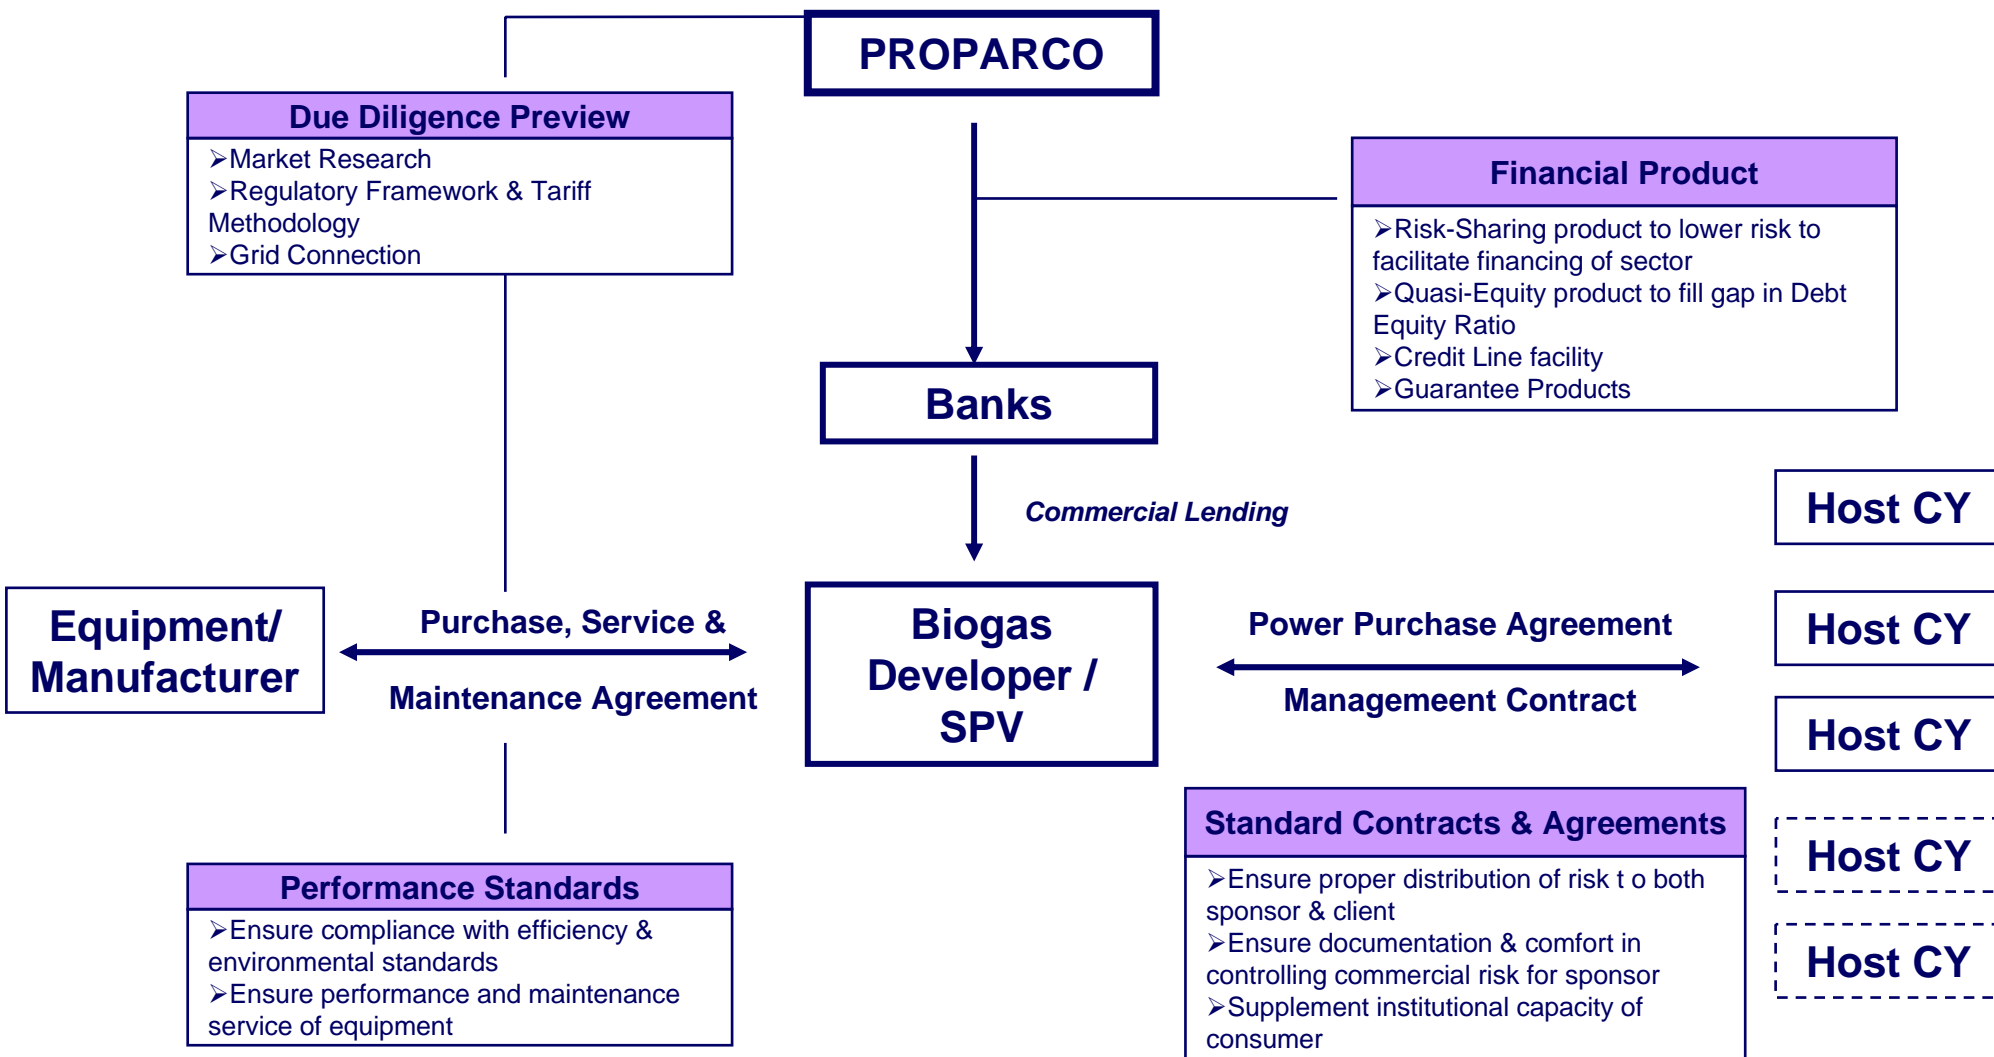 PROPARCO
Due Diligence Preview
➢Market Research
➢Regulatory Framework & Tariff
Methodology
➢Grid Connection
Financial Product
➢Risk-Sharing product to lower risk to
facilitate financing of sector
➢Quasi-Equity product to fill gap in Debt
Equity Ratio
➢Credit Line facility
➢Guarantee Products
Banks
Commercial Lending
Equipment/
Manufacturer
Purchase, Service &
Maintenance Agreement
Biogas
Developer /
SPV
Power Purchase Agreement
Managemeent Contract
Host CY
Host CY
Host CY
Host CY
Host CY
Performance Standards
➢Ensure compliance with efficiency &
environmental standards
➢Ensure performance and maintenance
service of equipment
Standard Contracts & Agreements
➢Ensure proper distribution of risk t o both
sponsor & client
➢Ensure documentation & comfort in
controlling commercial risk for sponsor
➢Supplement institutional capacity of
consumer